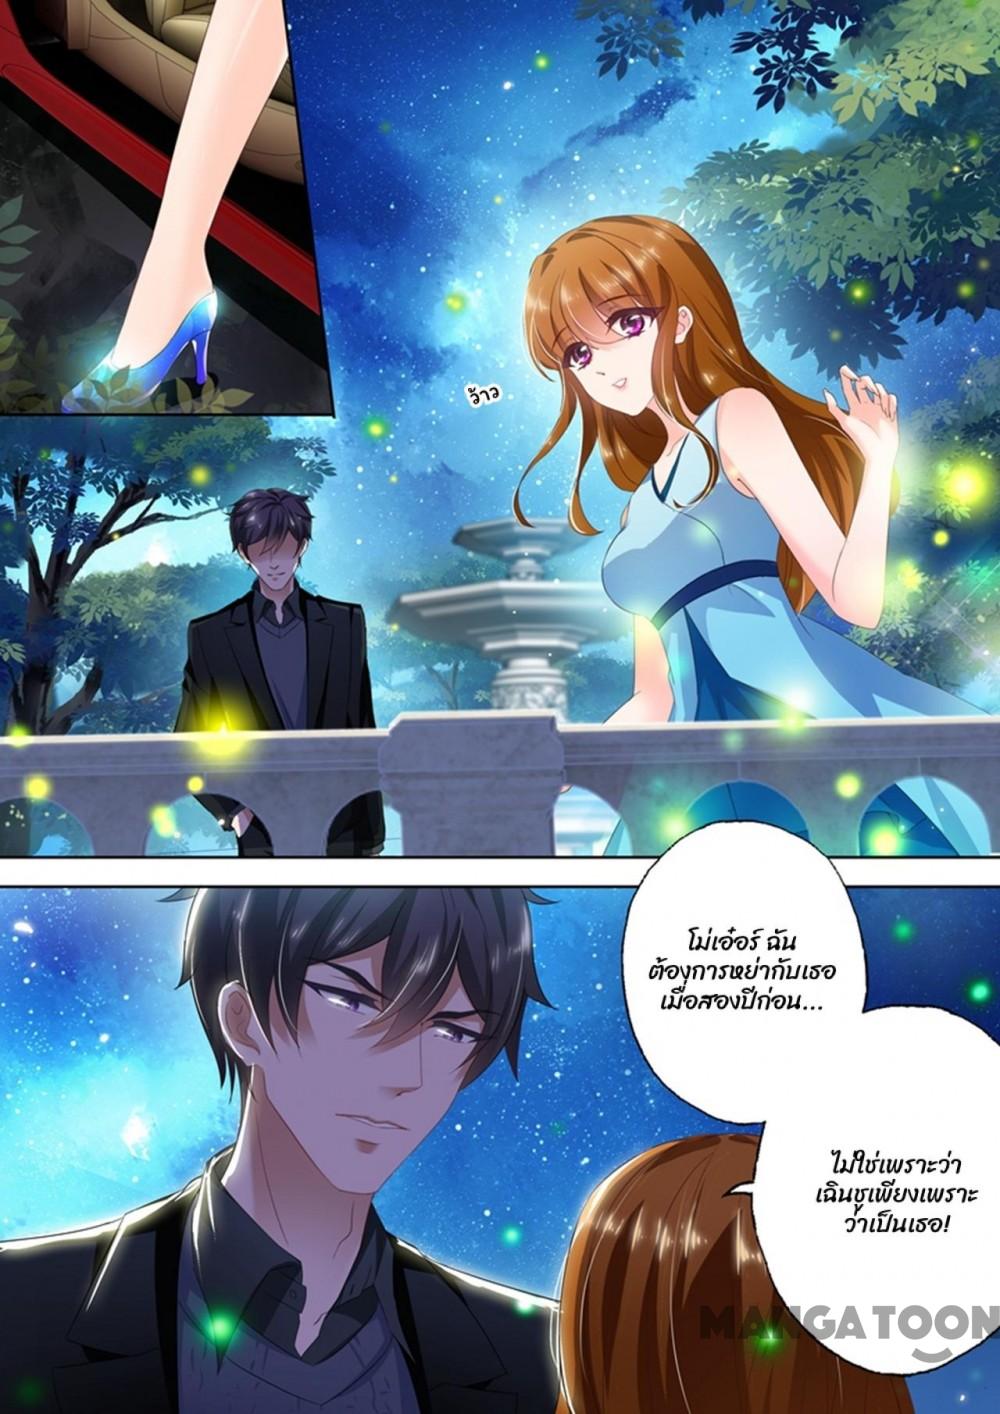 ว้าว
โม่เอ๋อร์ ฉัน
ต้องการหย่ากับเธอ
เมื่อสองปีก่อน...
ไม่ใช่เพราะว่า
เฉินชูเพียงเพราะ
ว่าเป็นเธอ!
MANGATOON